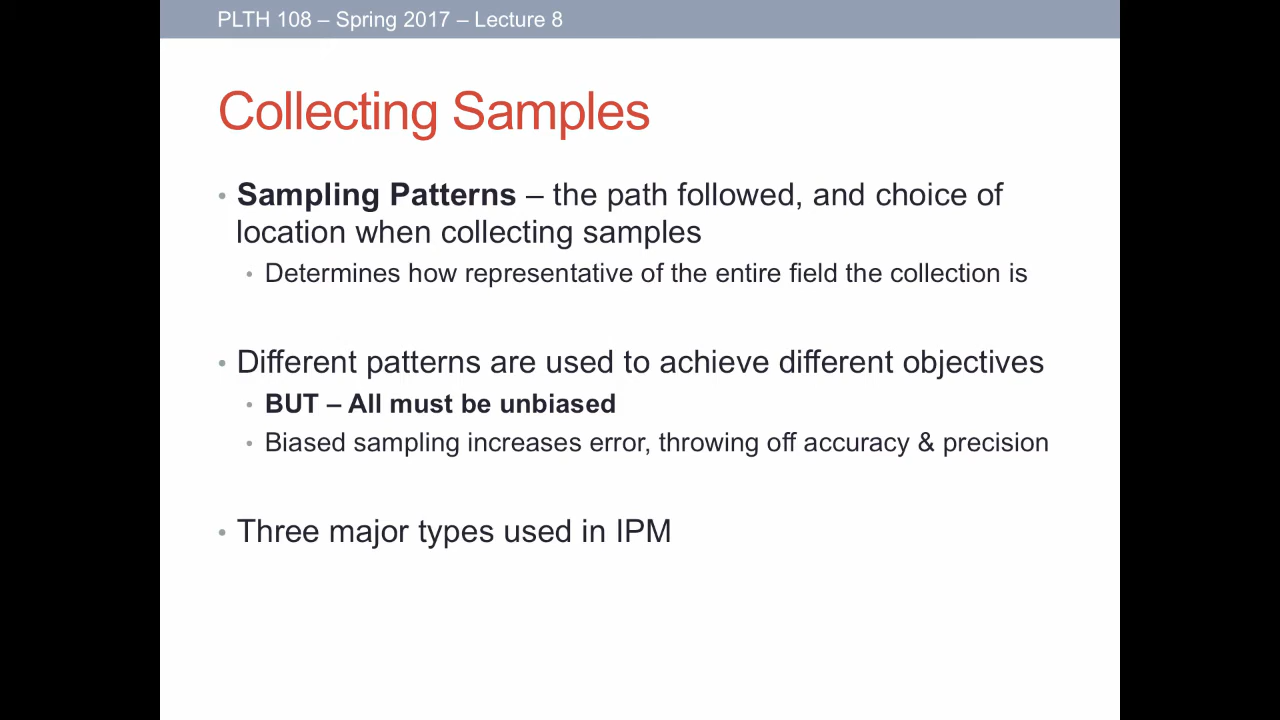 PLTH 108 – Spring 2017 – Lecture 8
Collecting Samples
• Sampling Patterns – the path followed, and choice of
location when collecting samples
• Determines how representative of the entire field the collection is
• Different patterns are used to achieve different objectives
• BUT – All must be unbiased
• Biased sampling increases error, throwing off accuracy & precision
• Three major types used in IPM